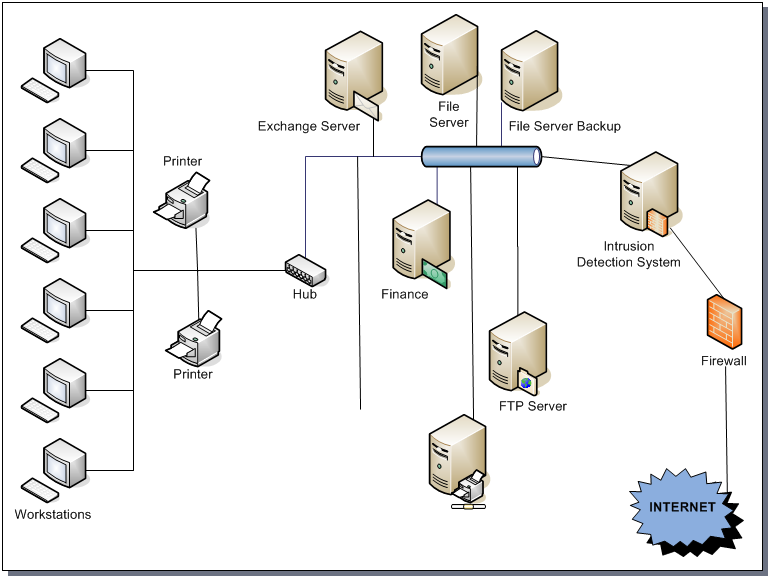 Exchange Server
File
Server
File Server Backup
Printer
Intrusion
Detection System
Hub
Finance
Firewall
Printer
FTP Server
Workstations
INTERNET